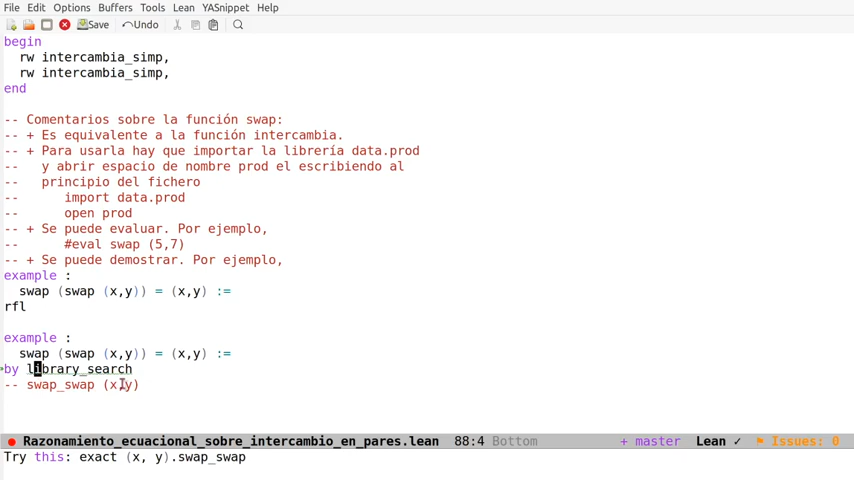 File Edit Options Buffers Tools Lean YASnippet Help
Save Undo
begin
  rw intercambia_simp,
  rw intercambia_simp,
end

-- Comentarios sobre la función swap:
-- + Es equivalente a la función intercambia.
-- + Para usarla hay que importar la librería data.prod
--   y abrir espacio de nombre prod el escribiendo al
--   principio del fichero
--      import data.prod
--      open prod
-- + Se puede evaluar. Por ejemplo,
--      #eval swap (5,7)
-- + Se puede demostrar. Por ejemplo,
example :
  swap (swap (x,y)) = (x,y) :=
rfl

example :
  swap (swap (x,y)) = (x,y) :=
by library_search
-- swap_swap (x,y)
Razonamiento_ecuacional_sobre_intercambio_en_pares.lean 88:4 Bottom + master Lean ✓ Issues: 0
Try this: exact (x, y).swap_swap